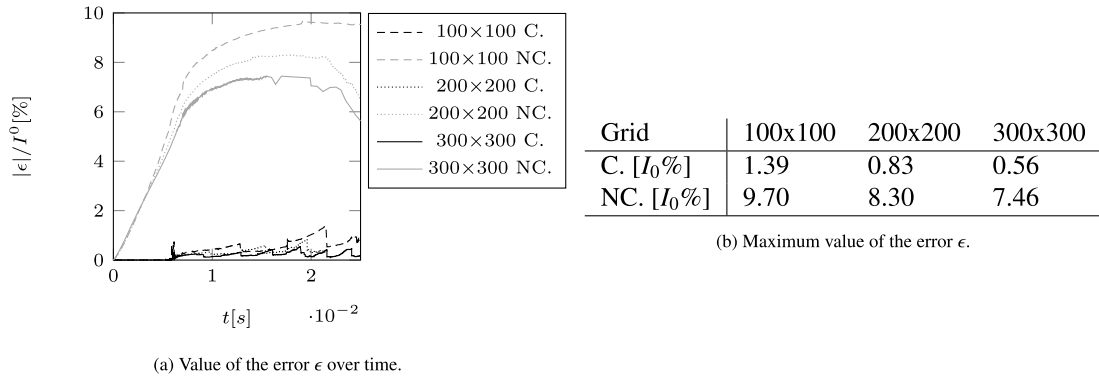 10
8
6
4
2
0
0
1
2
|ϵ|/I⁰[%]
t[s]
·10⁻²
100×100 C.
100×100 NC.
200×200 C.
200×200 NC.
300×300 C.
300×300 NC.
(a) Value of the error ϵ over time.
Grid 100x100 200x200 300x300
C. [I₀%] 1.39 0.83 0.56
NC. [I₀%] 9.70 8.30 7.46
(b) Maximum value of the error ϵ.